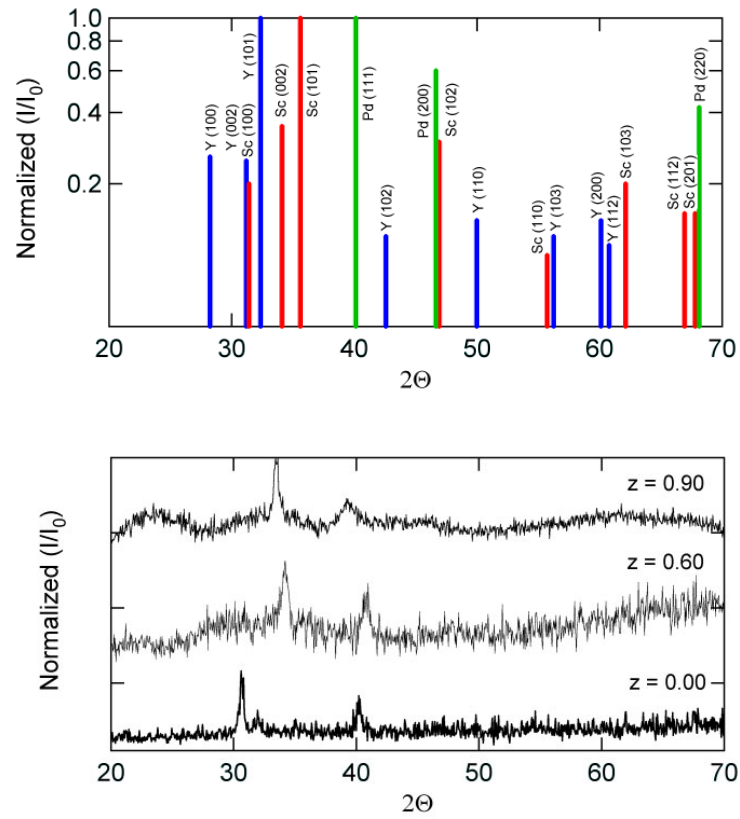 Normalized (I/I0)
1.0
0.8
0.6
0.4
0.2
Y (100)
Y (002)
Sc (100)
Y (101)
Sc (002)
Sc (101)
Pd (111)
Y (102)
Pd (200)
Sc (102)
Y (110)
Sc (110)
Y (103)
Y (200)
Y (112)
Sc (103)
Sc (112)
Sc (201)
Pd (220)
20 30 40 50 60 70
2Θ
Normalized (I/I0)
z = 0.90
z = 0.60
z = 0.00
20 30 40 50 60 70
2Θ